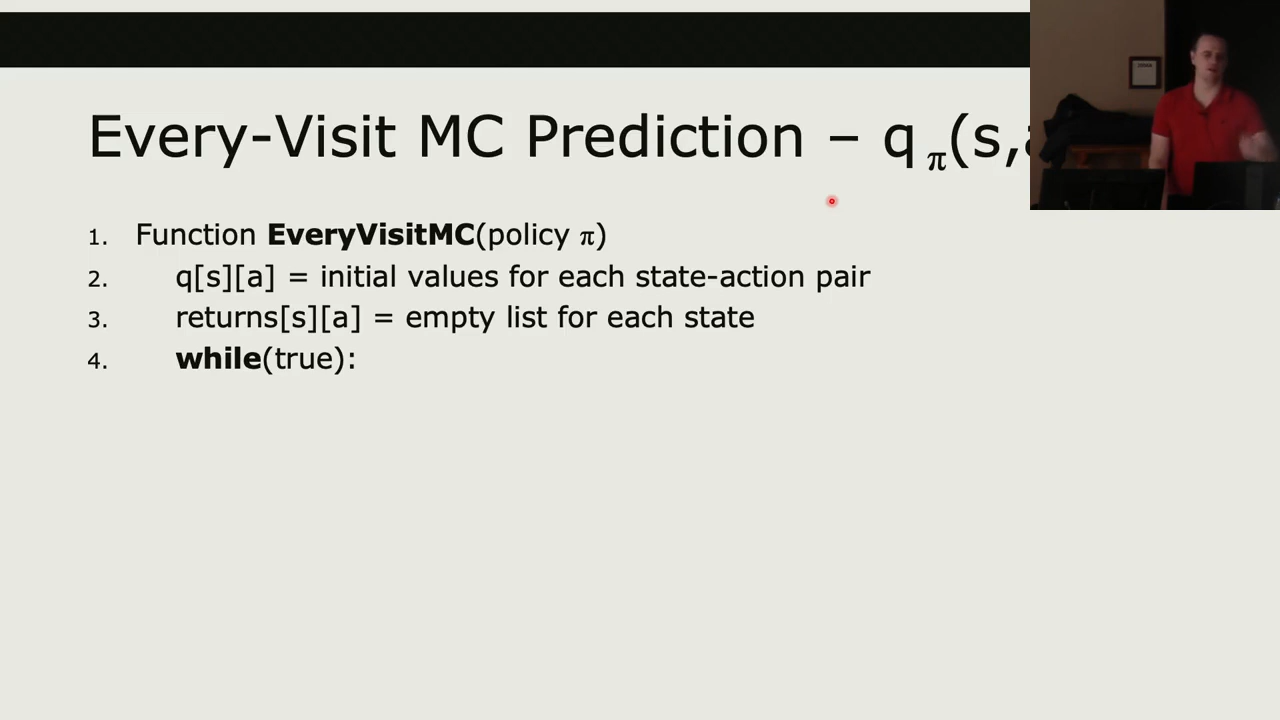 Every-Visit MC Prediction – qπ(s,
1. Function EveryVisitMC(policy π)
2. q[s][a] = initial values for each state-action pair
3. returns[s][a] = empty list for each state
4. while(true):